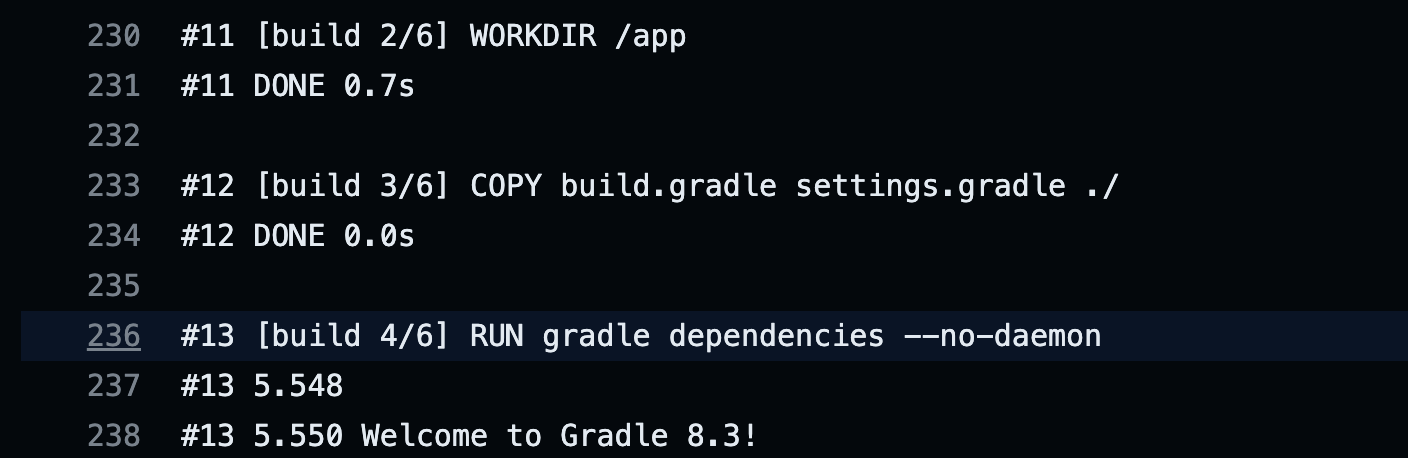 230 #11 [build 2/6] WORKDIR /app
231 #11 DONE 0.7s
232
233 #12 [build 3/6] COPY build.gradle settings.gradle ./
234 #12 DONE 0.0s
235
236 #13 [build 4/6] RUN gradle dependencies --no-daemon
237 #13 5.548
238 #13 5.550 Welcome to Gradle 8.3!